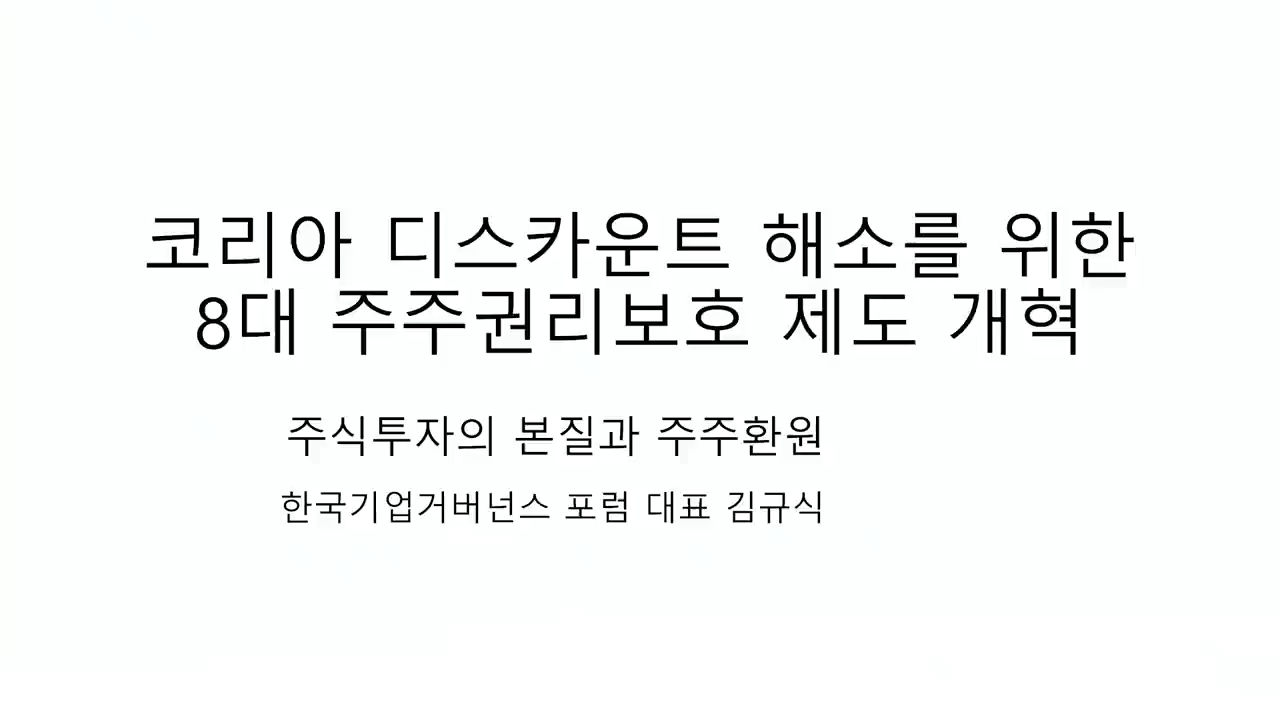 코리아 디스카운트 해소를 위한
8대 주주권리보호 제도 개혁
주식투자의 본질과 주주환원
한국기업거버넌스 포럼 대표 김규식